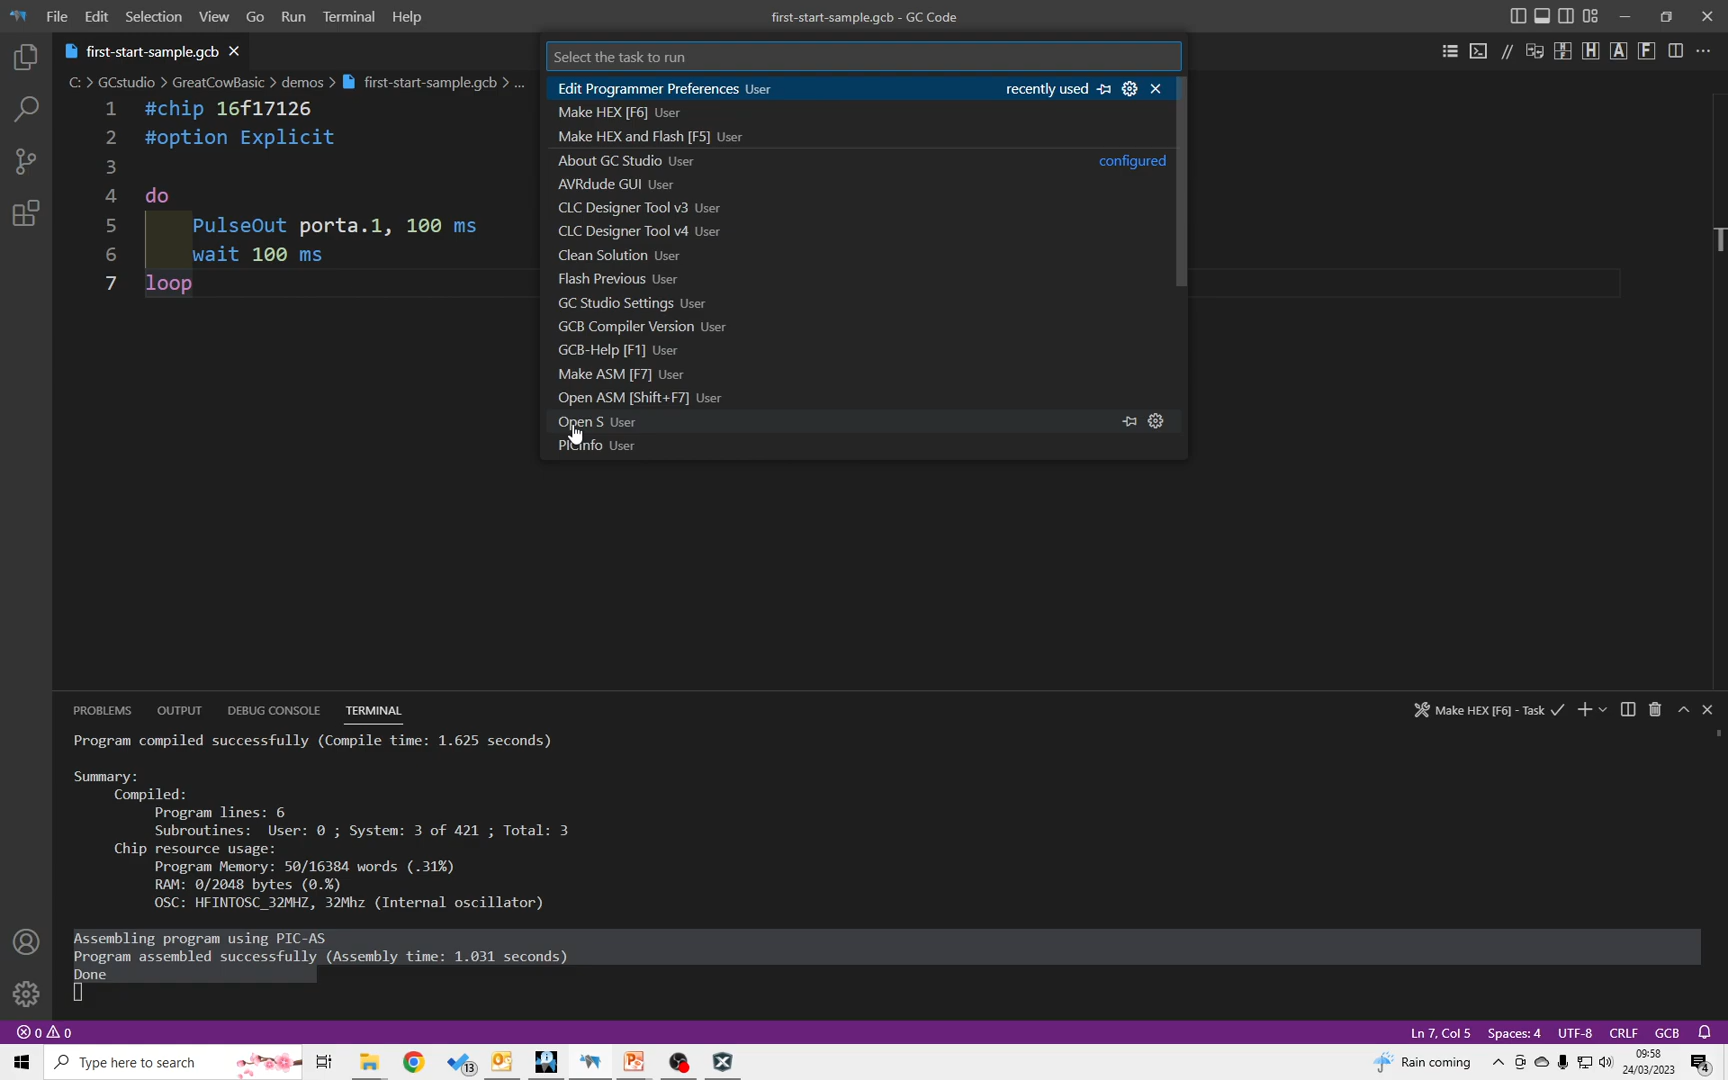 File Edit Selection View Go Run Terminal Help
first-start-sample.gcb - GC Code
first-start-sample.gcb
C: > GCstudio > GreatCowBasic > demos > first-start-sample.gcb > ...
1 #chip 16f17126
2 #option Explicit
3
4 do
5 PulseOut porta.1, 100 ms
6 wait 100 ms
7 loop
Select the task to run
Edit Programmer Preferences User recently used
Make HEX [F6] User
Make HEX and Flash [F5] User
About GC Studio User configured
AVRdude GUI User
CLC Designer Tool v3 User
CLC Designer Tool v4 User
Clean Solution User
Flash Previous User
GC Studio Settings User
GCB Compiler Version User
GCB-Help [F1] User
Make ASM [F7] User
Open ASM [Shift+F7] User
Open S User
PICInfo User
// H A F
PROBLEMS OUTPUT DEBUG CONSOLE TERMINAL
Make HEX [F6] - Task
Program compiled successfully (Compile time: 1.625 seconds)
Summary:
Compiled:
Program lines: 6
Subroutines: User: 0 ; System: 3 of 421 ; Total: 3
Chip resource usage:
Program Memory: 50/16384 words (.31%)
RAM: 0/2048 bytes (0.%)
OSC: HFINTOSC_32MHZ, 32Mhz (Internal oscillator)
Assembling program using PIC-AS
Program assembled successfully (Assembly time: 1.031 seconds)
Done
0 0
Ln 7, Col 5 Spaces: 4 UTF-8 CRLF GCB
Type here to search
13
Rain coming
09:58
24/03/2023
4